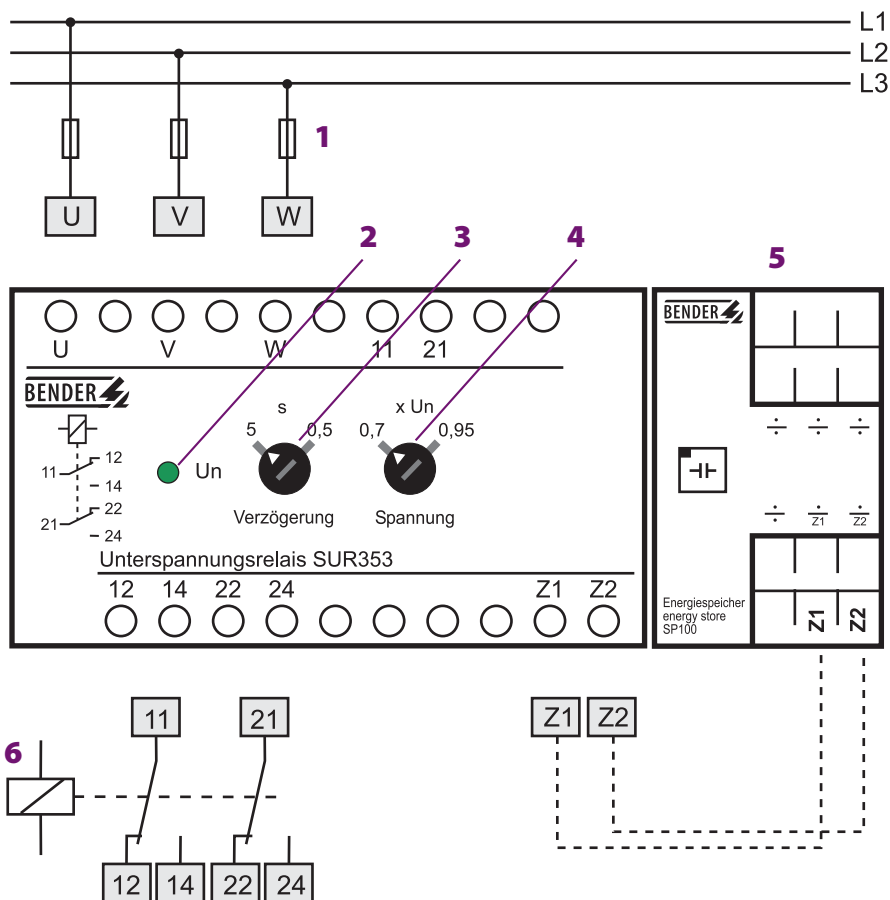 L1
L2
L3
1
U V W
2 3 4 5
U V W 11 21
BENDER
BENDER
s
x Un
5 0,5 0,7 0,95
11 12
14
21 22
24
Un
Verzögerung Spannung
÷ ÷ ÷
÷ ÷ ÷
Z1 Z2
Unterspannungsrelais SUR353
12 14 22 24 Z1 Z2
Energiespeicher
energy store
SP100
Z1 Z2
11 21
Z1 Z2
6
12 14 22 24